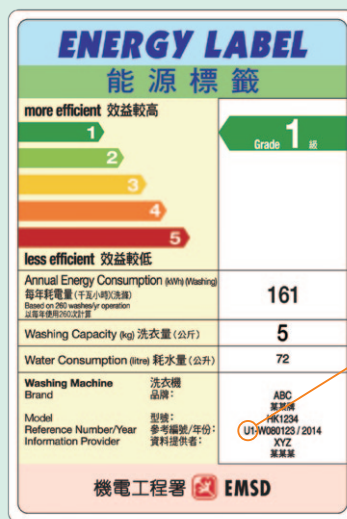 ENERGY LABEL
能源標籤
more efficient 效益較高
1
2
3
4
5
less efficient 效益較低
Grade 1 級
Annual Energy Consumption (kWh) (Washing)
每年耗電量 (千瓦小時)(洗滌)
Based on 260 washes/yr operation
以每年使用260次計算
161
Washing Capacity (kg) 洗衣量 (公斤)
5
Water Consumption (litre) 耗水量 (公升)
72
Washing Machine 洗衣機
Brand 品牌: ABC
某某牌
Model 型號: HK1234
Reference Number/Year 參考編號/年份: U1-W080123 / 2014
Information Provider 資料提供者: XYZ
某某某
機電工程署 EMSD